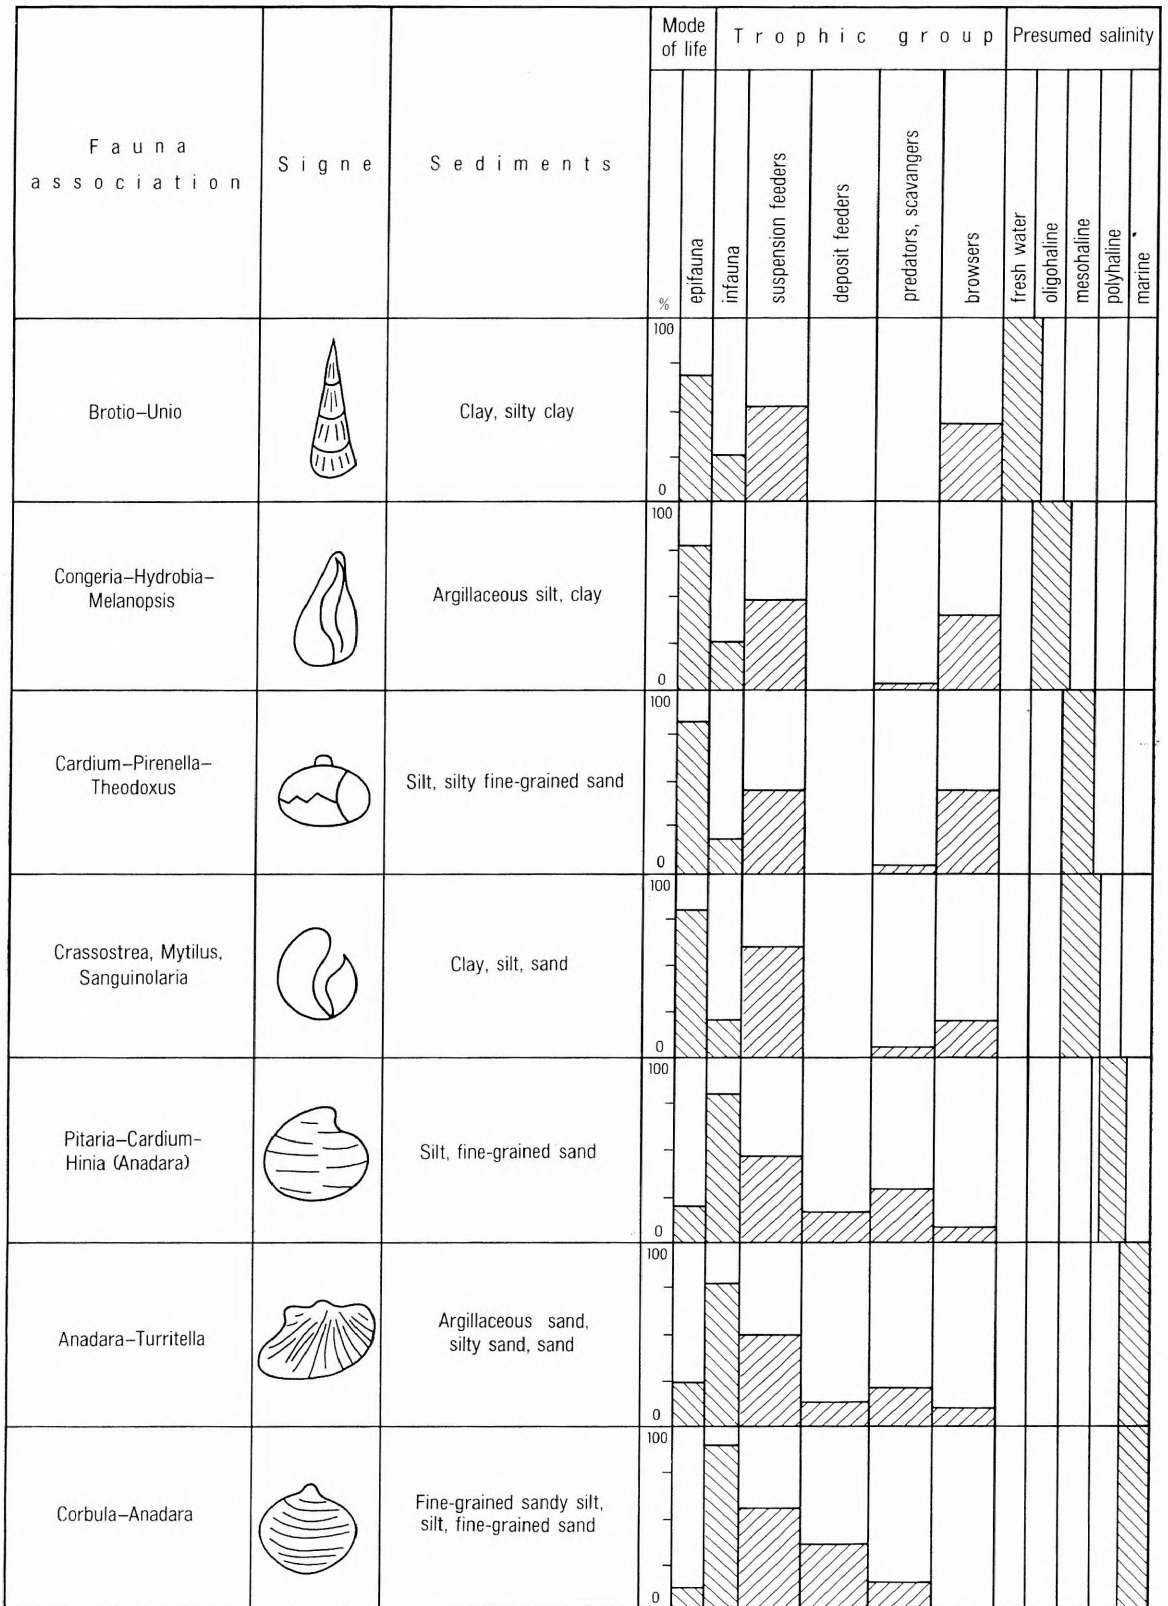 Fauna
association
Signe
Sediments
Mode
of life
Trophic group
Presumed salinity
%
epifauna
infauna
suspension feeders
deposit feeders
predators, scavangers
browsers
fresh water
oligohaline
mesohaline
polyhaline
marine
Brotio–Unio
Clay, silty clay
100
0
Congeria–Hydrobia–
Melanopsis
Argillaceous silt, clay
100
0
Cardium–Pirenella–
Theodoxus
Silt, silty fine-grained sand
100
0
Crassostrea, Mytilus,
Sanguinolaria
Clay, silt, sand
100
0
Pitaria–Cardium–
Hinia (Anadara)
Silt, fine-grained sand
100
0
Anadara–Turritella
Argillaceous sand,
silty sand, sand
100
0
Corbula–Anadara
Fine-grained sandy silt,
silt, fine-grained sand
100
0